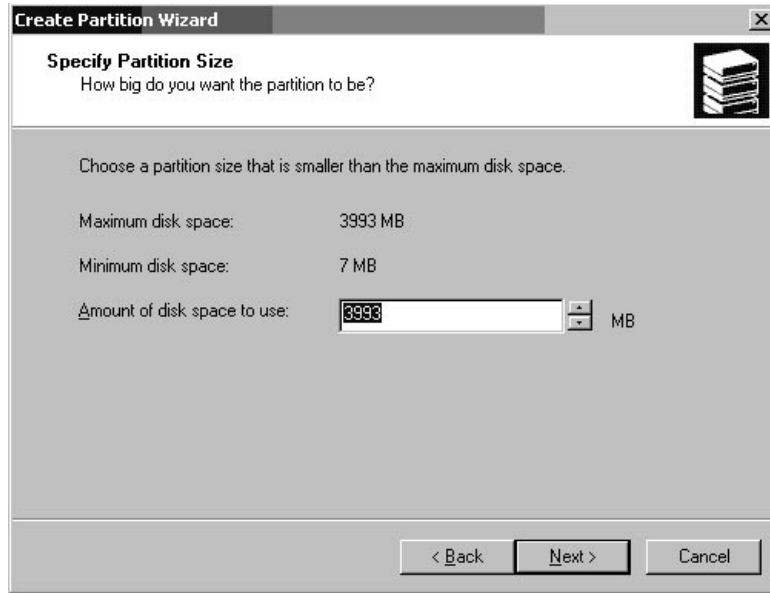 Create Partition Wizard
Specify Partition Size
How big do you want the partition to be?
Choose a partition size that is smaller than the maximum disk space.
Maximum disk space: 3993 MB
Minimum disk space: 7 MB
Amount of disk space to use: 3993 MB
< Back Next > Cancel